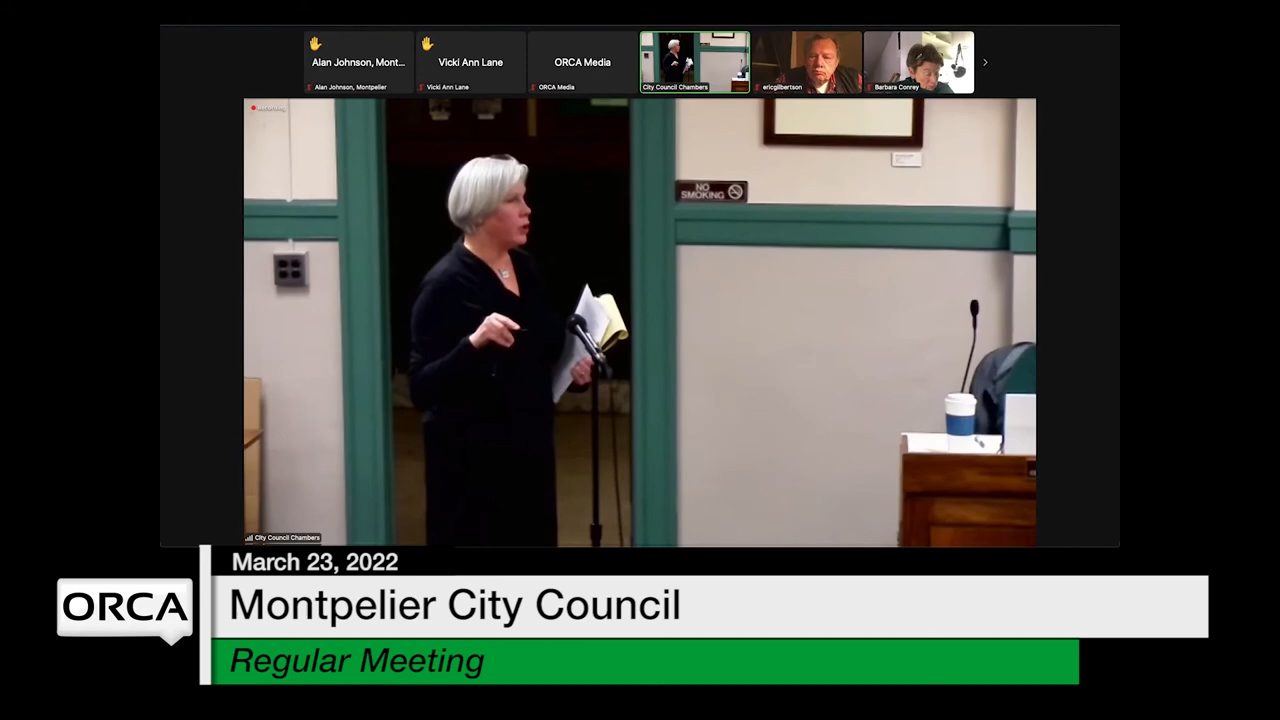 Alan Johnson, Mont...
Vicki Ann Lane
ORCA Media
Alan Johnson, Montpelier
Vicki Ann Lane
ORCA Media
City Council Chambers
ericgilbertson
Barbara Conrey
Recording
NO
SMOKING
City Council Chambers
March 23, 2022
ORCA
Montpelier City Council
Regular Meeting